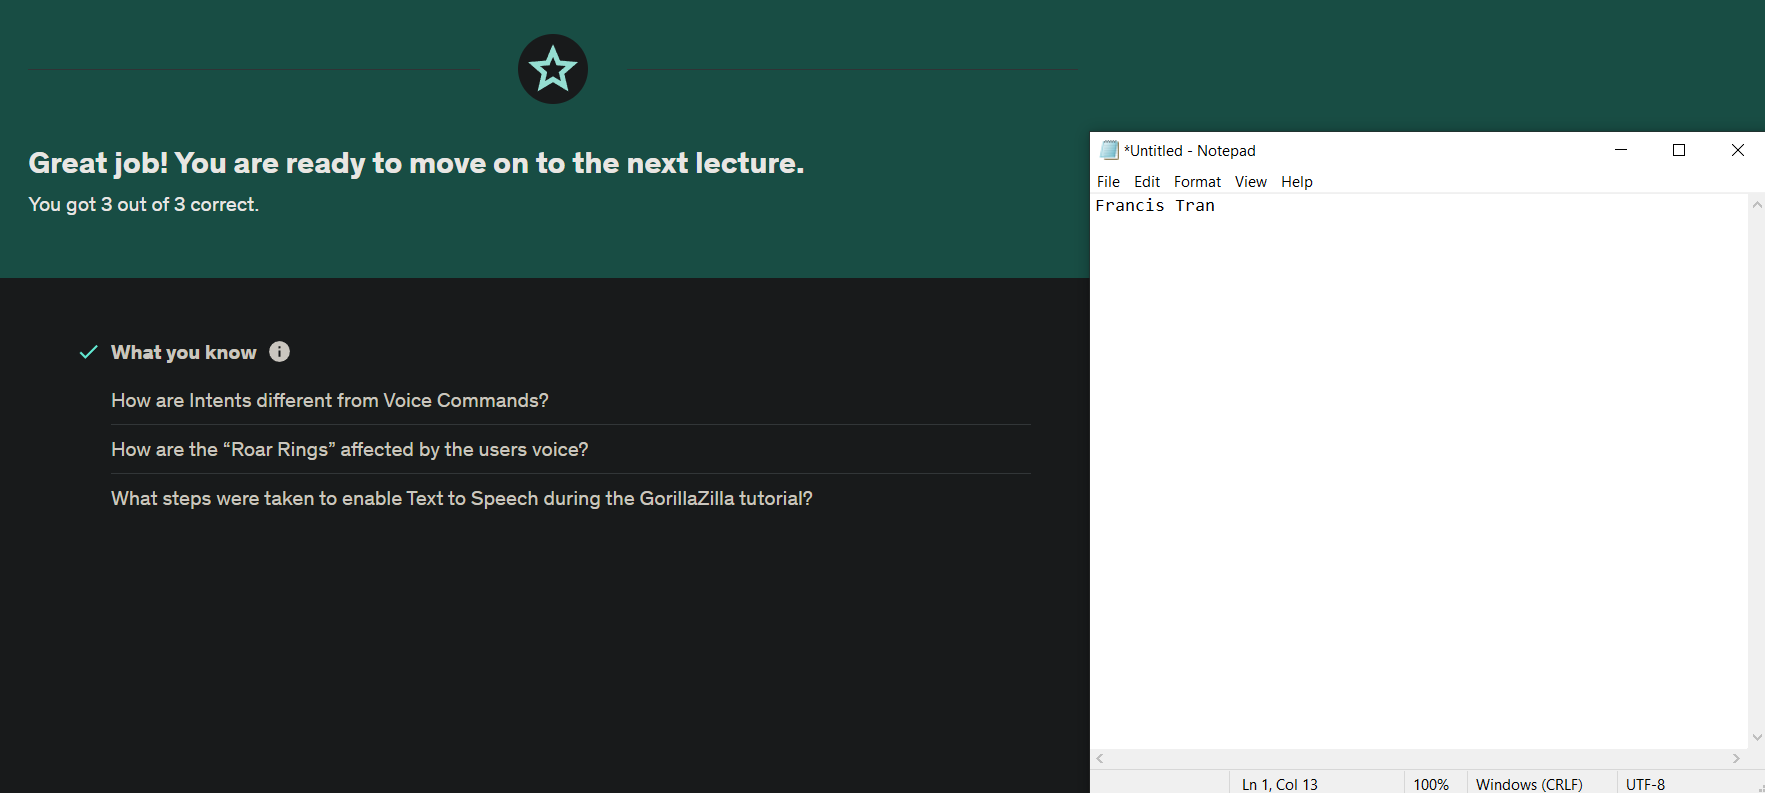 Great job! You are ready to move on to the next lecture.
You got 3 out of 3 correct.
What you know
How are Intents different from Voice Commands?
How are the “Roar Rings” affected by the users voice?
What steps were taken to enable Text to Speech during the GorillaZilla tutorial?
*Untitled - Notepad
File Edit Format View Help
Francis Tran
Ln 1, Col 13 100% Windows (CRLF) UTF-8